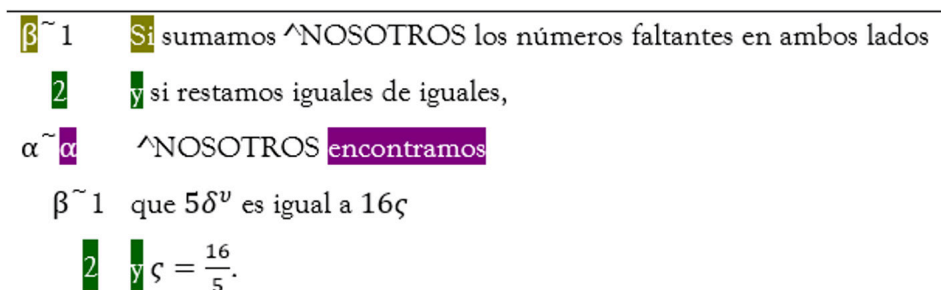 β~1 Si sumamos ^NOSOTROS los números faltantes en ambos lados
2 y si restamos iguales de iguales,
α~α ^NOSOTROS encontramos
β~1 que 5δᵛ es igual a 16ς
2 y ς = 16/5.